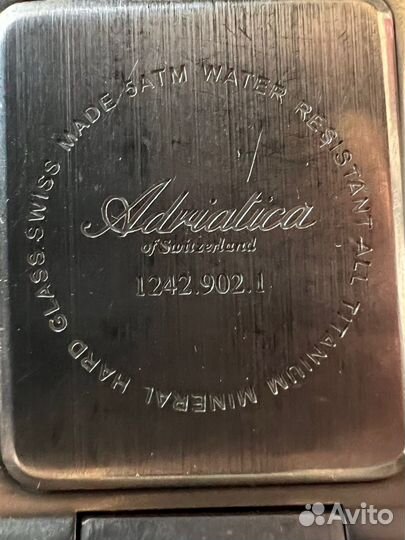 SWISS MADE 5ATM WATER RESISTANT ALL TITANIUM MINERAL HARD GLASS
Adriatica
of Switzerland
1242.902.1
Avito